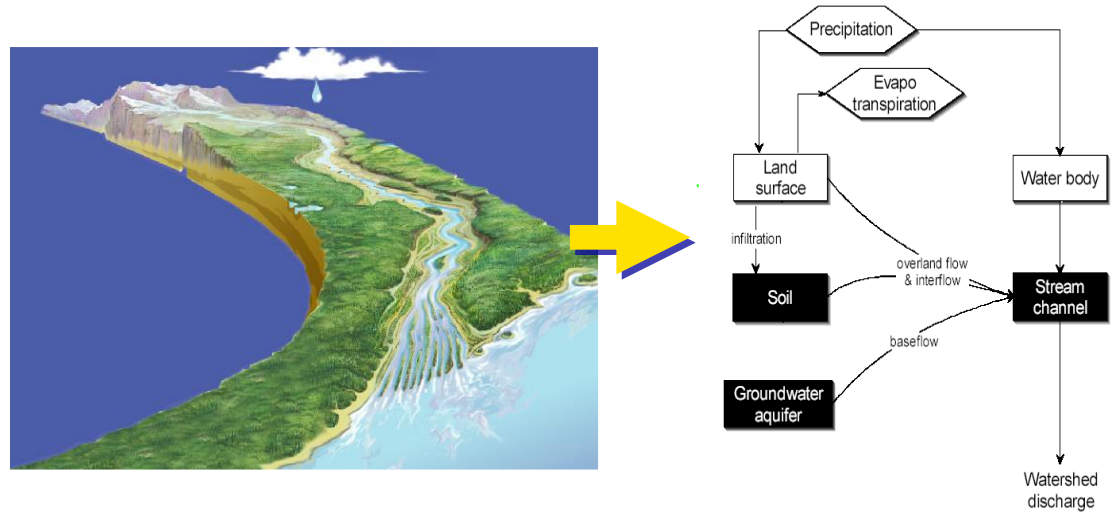 Precipitation
Evapo
transpiration
Land
surface
Water body
infiltration
overland flow
& interflow
Soil
Stream
channel
baseflow
Groundwater
aquifer
Watershed
discharge